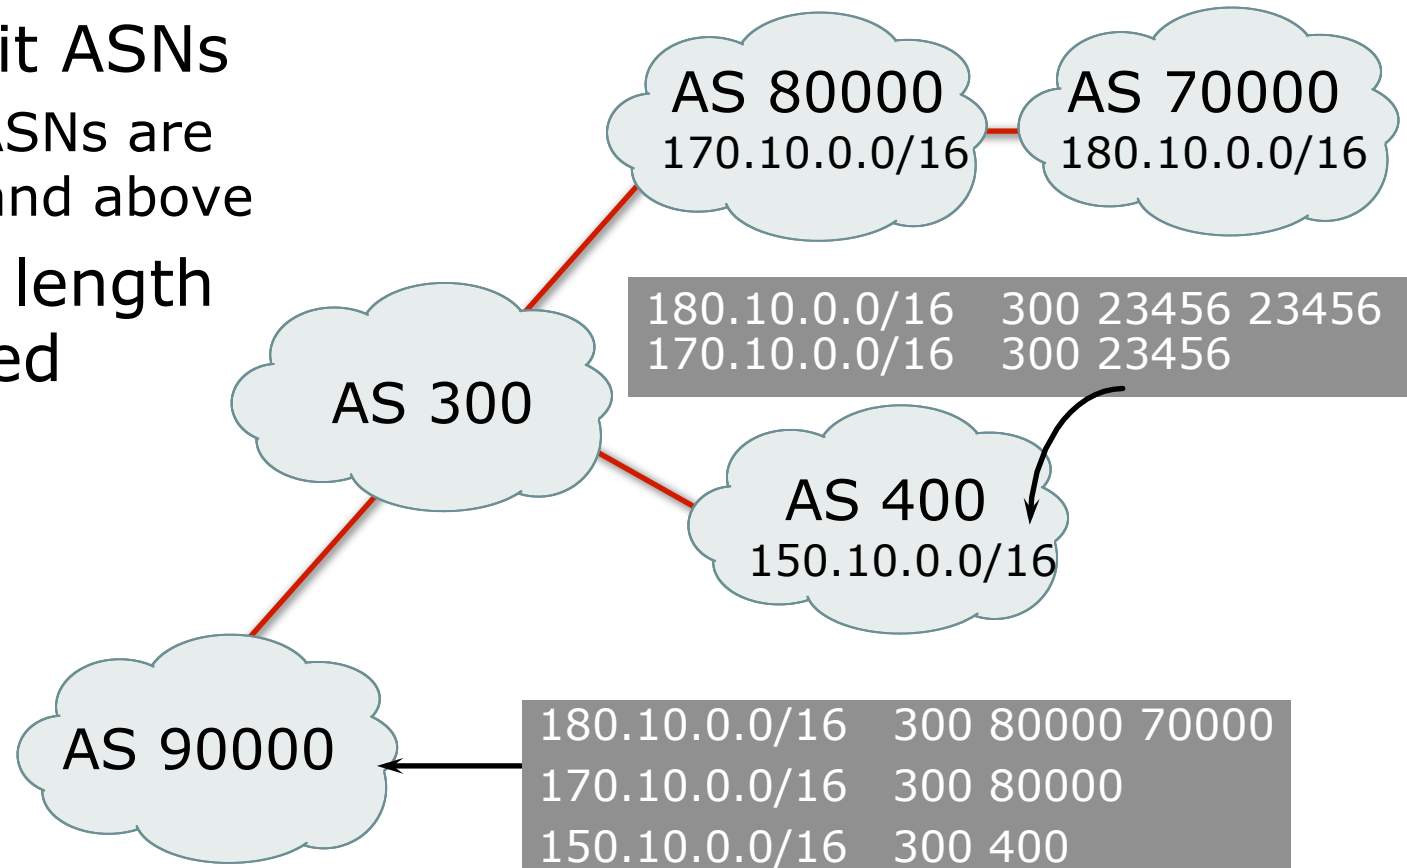 it ASNs
ASNs are
and above
length
ed
AS 80000
170.10.0.0/16
AS 70000
180.10.0.0/16
180.10.0.0/16 300 23456 23456
170.10.0.0/16 300 23456
AS 300
AS 400
150.10.0.0/16
AS 90000
180.10.0.0/16 300 80000 70000
170.10.0.0/16 300 80000
150.10.0.0/16 300 400